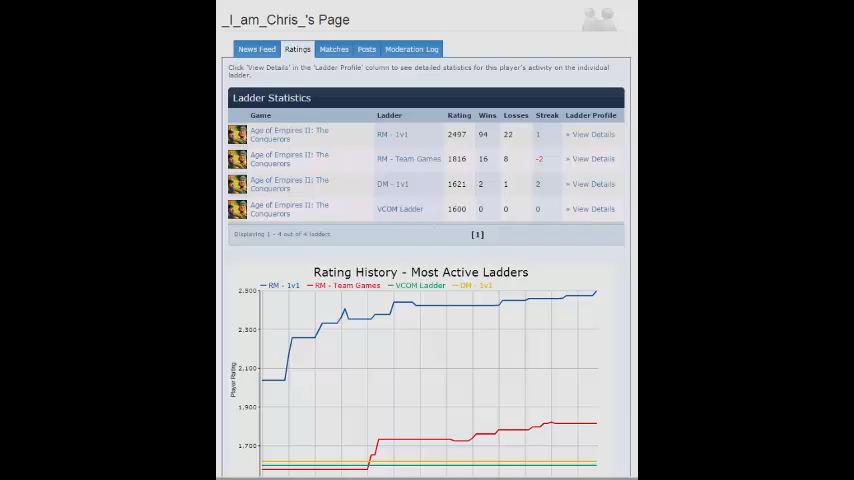 _I_am_Chris_'s Page
News Feed Ratings Matches Posts Moderation Log
Click 'View Details' in the 'Ladder Profile' column to see detailed statistics for this player's activity on the individual
ladder.
Ladder Statistics
Game Ladder Rating Wins Losses Streak Ladder Profile
Age of Empires II: The
Conquerors
RM - 1v1 2497 94 22 1 » View Details
Age of Empires II: The
Conquerors
RM - Team Games 1816 16 8 -2 » View Details
Age of Empires II: The
Conquerors
DM - 1v1 1621 2 1 2 » View Details
Age of Empires II: The
Conquerors
VCOM Ladder 1600 0 0 0 » View Details
Displaying 1 - 4 out of 4 ladders [1]
Rating History - Most Active Ladders
RM - 1v1 RM - Team Games VCOM Ladder DM - 1v1
2,500
2,300
2,100
Player Rating
1,900
1,700